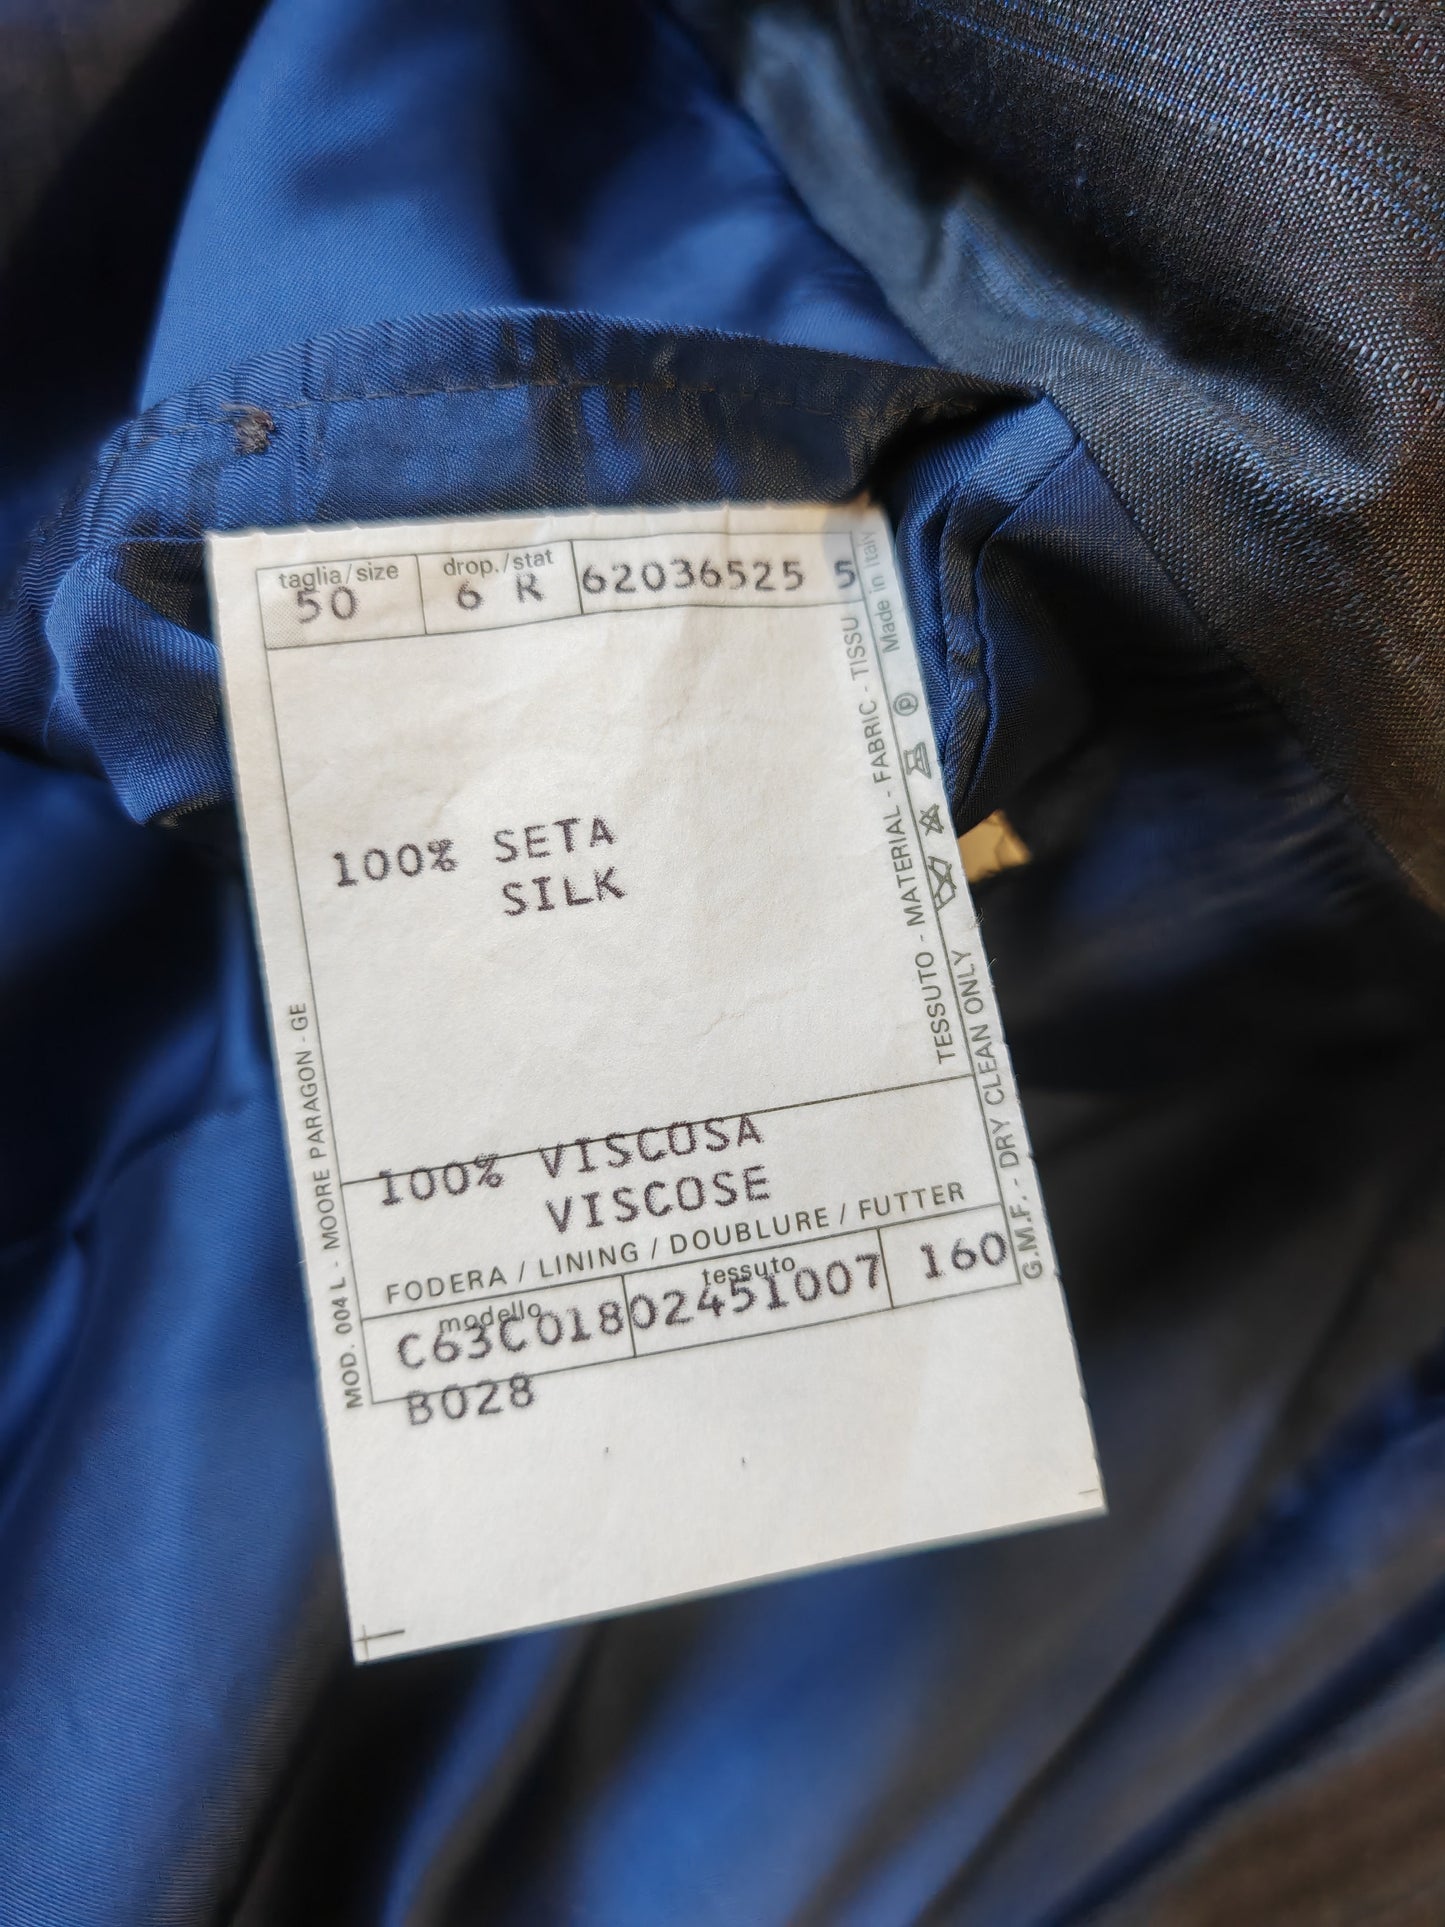 taglia/size
50
drop./stat
6 R
62036525 5
100% SETA
SILK
100% VISCOSA
VISCOSE
FODERA / LINING / DOUBLURE / FUTTER
modello
C63C018
tessuto
02451007
160
B028
MOD. 004 L - MOORE PARAGON - GE
TESSUTO - MATERIAL - FABRIC - TISSU
G.M.F. - DRY CLEAN ONLY
P
Made in Italy